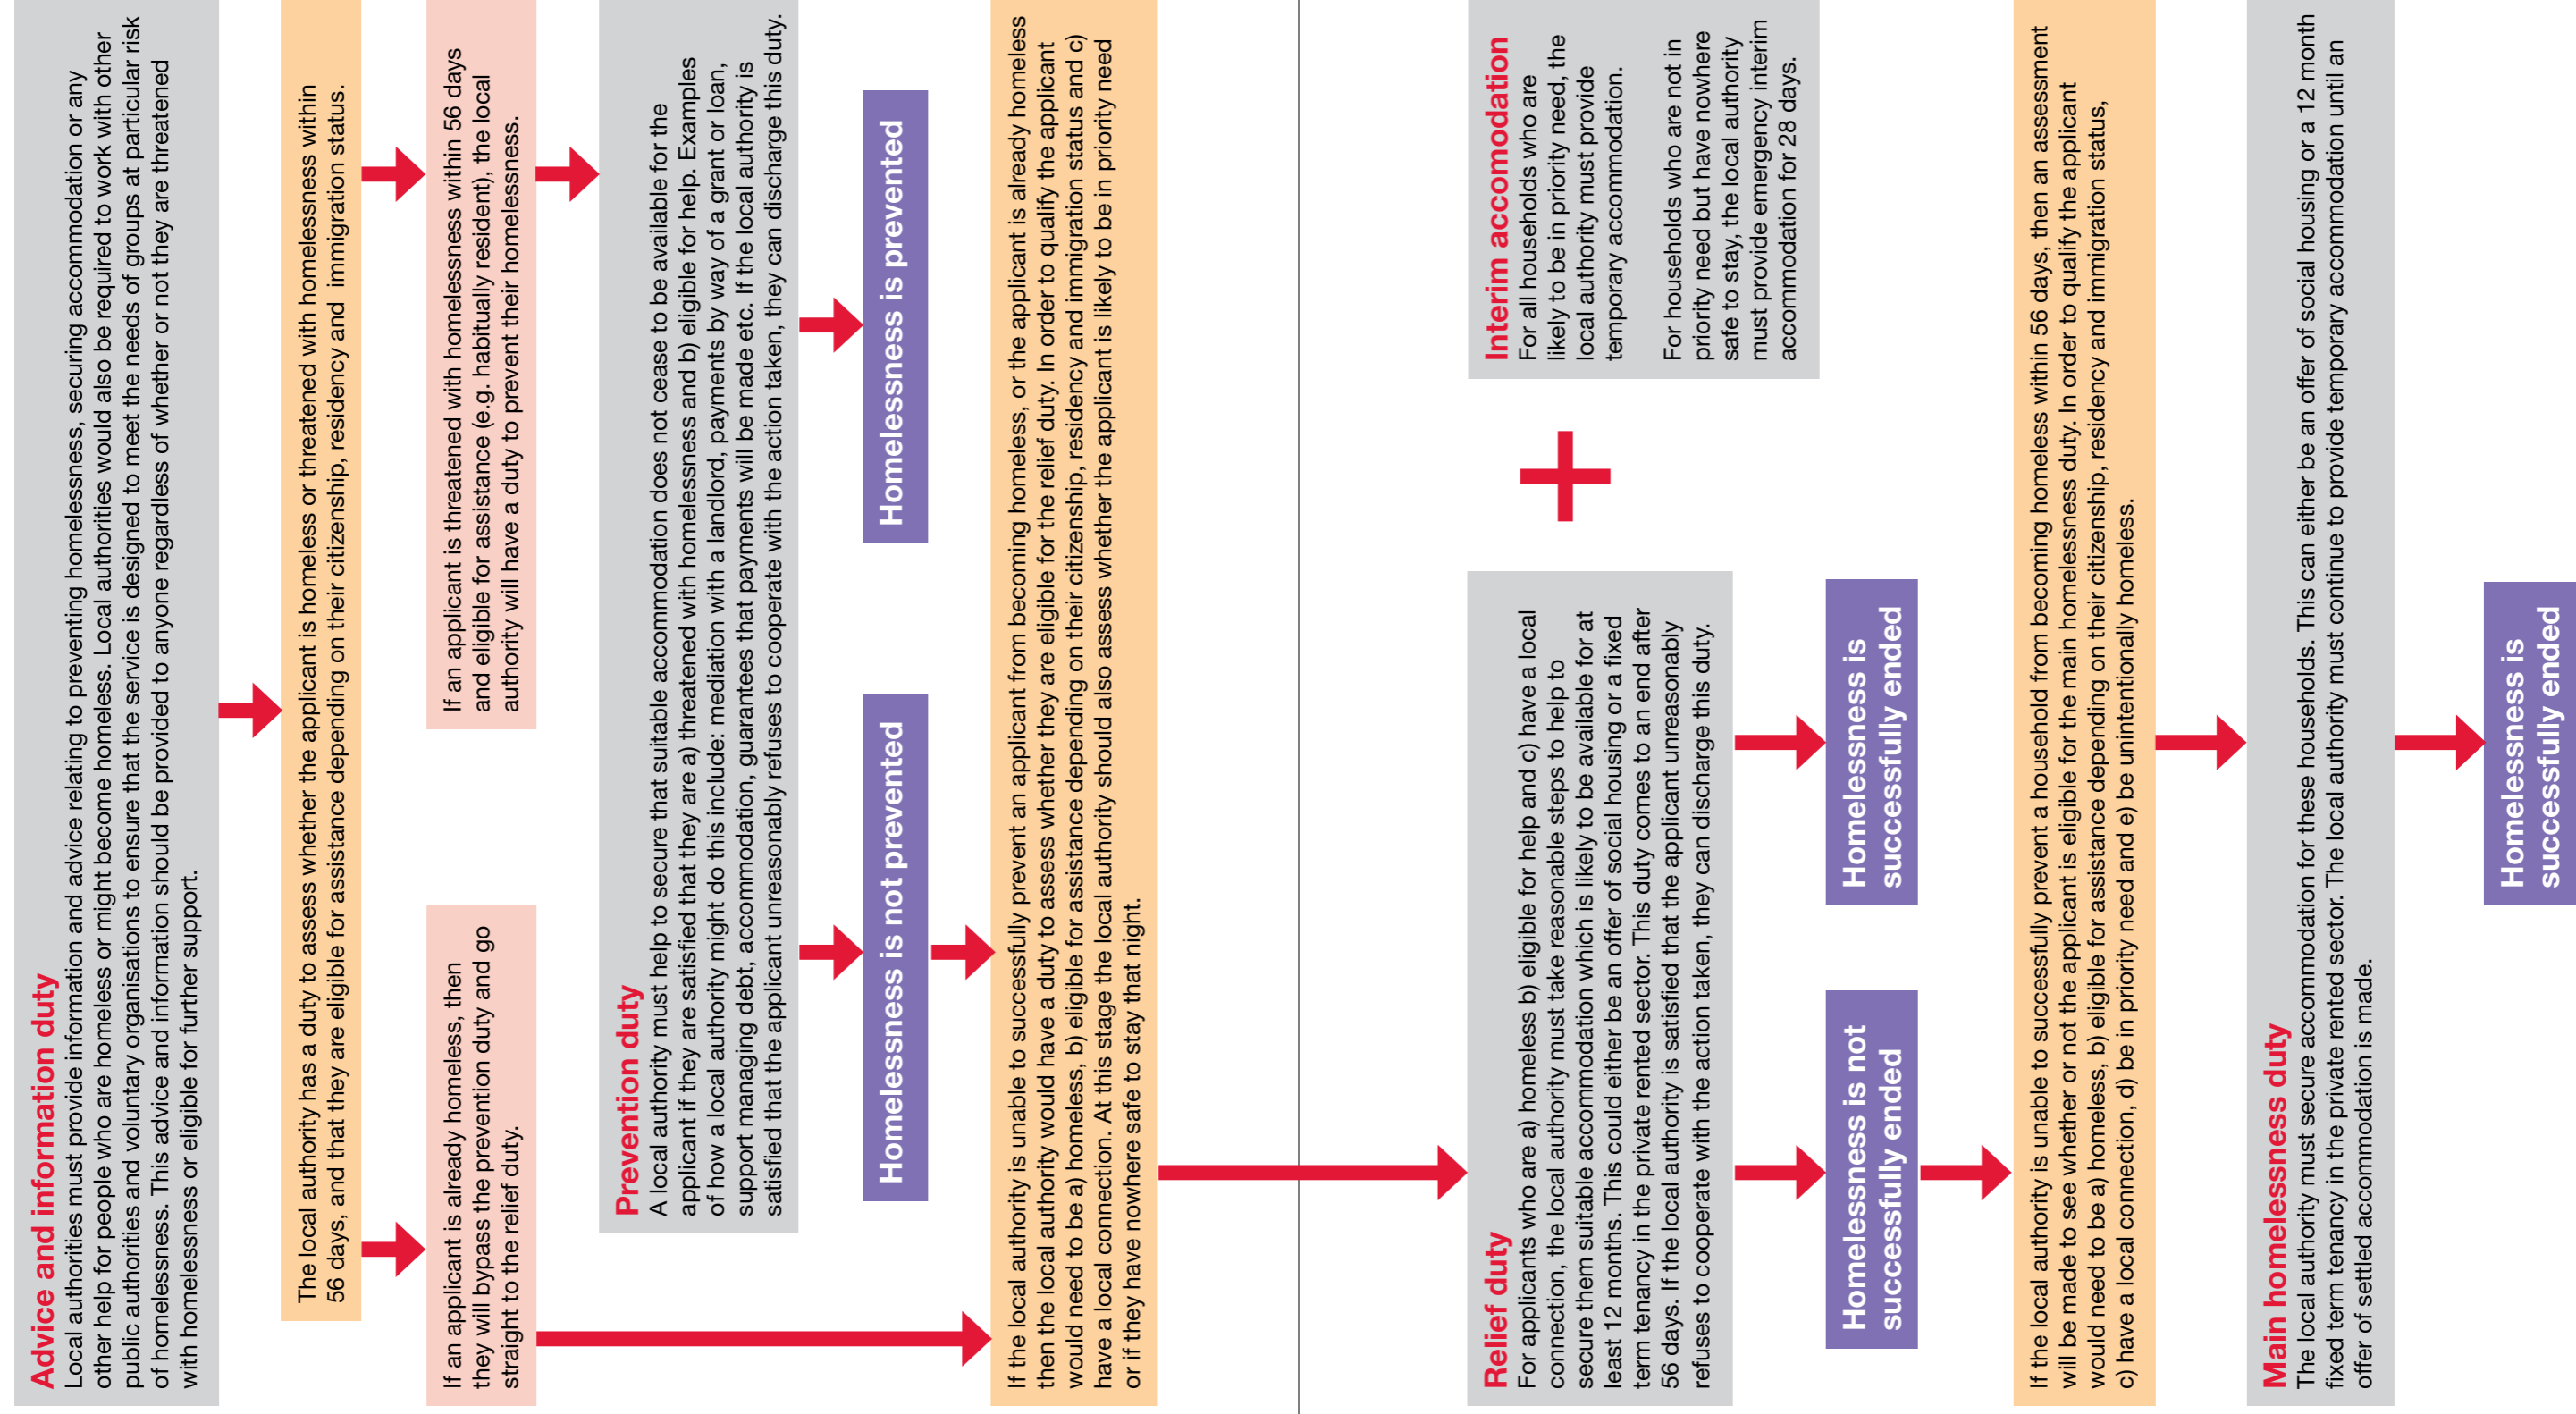 Advice and information duty
Local authorities must provide information and advice relating to preventing homelessness, securing accommodation or any
other help for people who are homeless or might become homeless. Local authorities would also be required to work with other
public authorities and voluntary organisations to ensure that the service is designed to meet the needs of groups at particular risk
of homelessness. This advice and information should be provided to anyone regardless of whether or not they are threatened
with homelessness or eligible for further support.
The local authority has a duty to assess whether the applicant is homeless or threatened with homelessness within
56 days, and that they are eligible for assistance depending on their citizenship, residency and immigration status.
If an applicant is already homeless, then
they will bypass the prevention duty and go
straight to the relief duty.
If an applicant is threatened with homelessness within 56 days
and eligible for assistance (e.g. habitually resident), the local
authority will have a duty to prevent their homelessness.
Prevention duty
A local authority must help to secure that suitable accommodation does not cease to be available for the
applicant if they are satisfied that they are a) threatened with homelessness and b) eligible for help. Examples
of how a local authority might do this include: mediation with a landlord, payments by way of a grant or loan,
support managing debt, accommodation, guarantees that payments will be made etc. If the local authority is
satisfied that the applicant unreasonably refuses to cooperate with the action taken, they can discharge this duty.
Homelessness is not prevented
Homelessness is prevented
If the local authority is unable to successfully prevent an applicant from becoming homeless, or the applicant is already homeless
then the local authority would have a duty to assess whether they are eligible for the relief duty. In order to qualify the applicant
would need to be a) homeless, b) eligible for assistance depending on their citizenship, residency and immigration status and c)
have a local connection. At this stage the local authority should also assess whether the applicant is likely to be in priority need
or if they have nowhere safe to stay that night.
Relief duty
For applicants who are a) homeless b) eligible for help and c) have a local
connection, the local authority must take reasonable steps to help to
secure them suitable accommodation which is likely to be available for at
least 12 months. This could either be an offer of social housing or a fixed
term tenancy in the private rented sector. This duty comes to an end after
56 days. If the local authority is satisfied that the applicant unreasonably
refuses to cooperate with the action taken, they can discharge this duty.
+
Interim accomodation
For all households who are
likely to be in priority need, the
local authority must provide
temporary accommodation.
For households who are not in
priority need but have nowhere
safe to stay, the local authority
must provide emergency interim
accommodation for 28 days.
Homelessness is not
successfully ended
Homelessness is
successfully ended
If the local authority is unable to successfully prevent a household from becoming homeless within 56 days, then an assessment
will be made to see whether or not the applicant is eligible for the main homelessness duty. In order to qualify the applicant
would need to be a) homeless, b) eligible for assistance depending on their citizenship, residency and immigration status,
c) have a local connection, d) be in priority need and e) be unintentionally homeless.
Main homelessness duty
The local authority must secure accommodation for these households. This can either be an offer of social housing or a 12 month
fixed term tenancy in the private rented sector. The local authority must continue to provide temporary accommodation until an
offer of settled accommodation is made.
Homelessness is
successfully ended